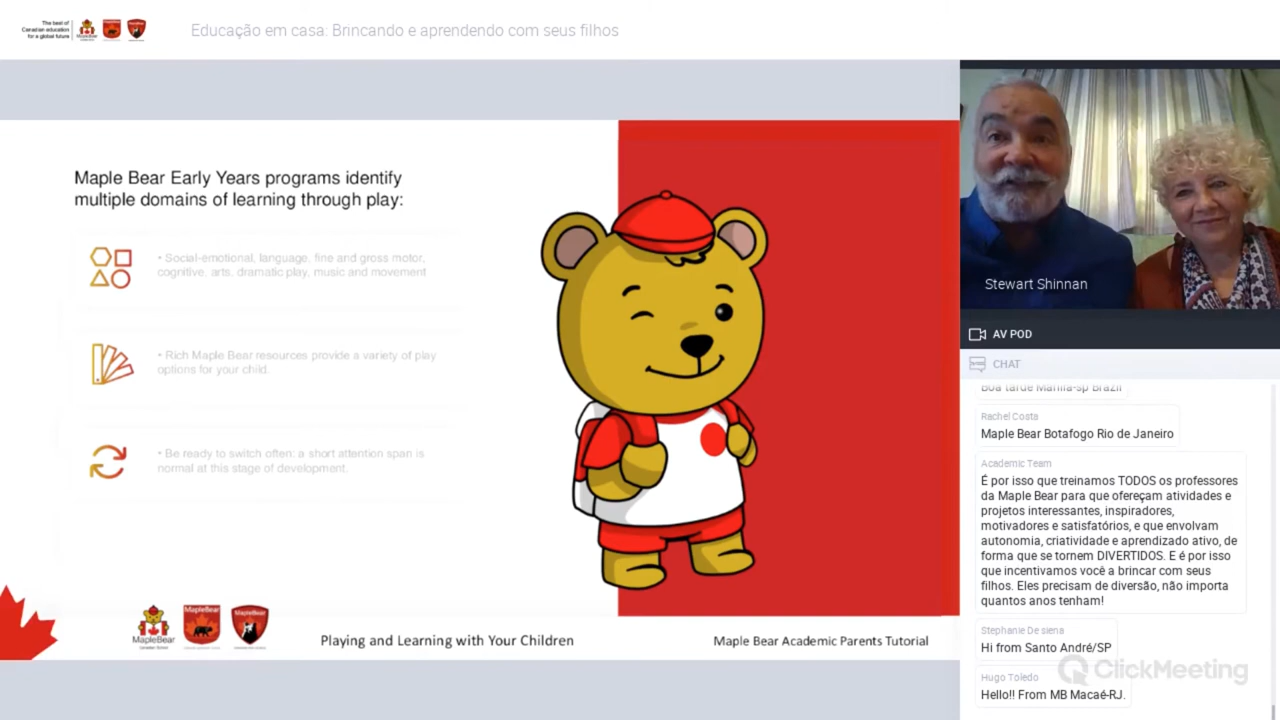 The best of
Canadian education
for a global future
Educação em casa: Brincando e aprendendo com seus filhos
Maple Bear Early Years programs identify
multiple domains of learning through play:
• Social-emotional, language, fine and gross motor,
cognitive, arts, dramatic play, music and movement
• Rich Maple Bear resources provide a variety of play
options for your child.
• Be ready to switch often: a short attention span is
normal at this stage of development.
MapleBear
MapleBear
MapleBear
Playing and Learning with Your Children
Maple Bear Academic Parents Tutorial
Stewart Shinnan
AV POD
CHAT
Boa tarde Marília-sp Brazil
Rachel Costa
Maple Bear Botafogo Rio de Janeiro
Academic Team
É por isso que treinamos TODOS os professores
da Maple Bear para que ofereçam atividades e
projetos interessantes, inspiradores,
motivadores e satisfatórios, e que envolvam
autonomia, criatividade e aprendizado ativo, de
forma que se tornem DIVERTIDOS. E é por isso
que incentivamos você a brincar com seus
filhos. Eles precisam de diversão, não importa
quantos anos tenham!
Stephanie De siena
Hi from Santo André/SP
Hugo Toledo
Hello!! From MB Macaé-RJ.
ClickMeeting